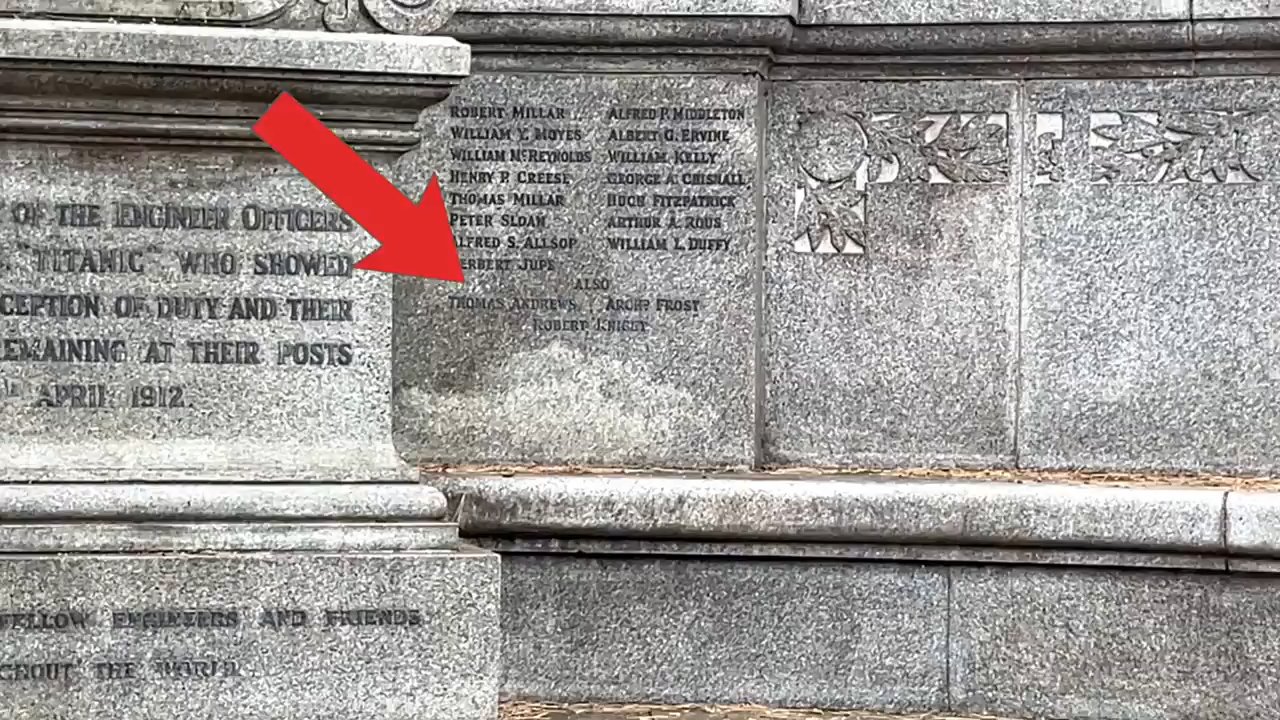 OF THE ENGINEER OFFICERS
"TITANIC" WHO SHOWED
CEPTION OF DUTY AND THEIR
EMAINING AT THEIR POSTS
TH APRIL 1912.
FELLOW ENGINEERS AND FRIENDS
GHOUT THE WORLD.
ROBERT MILLAR
WILLIAM Y. MOYES
WILLIAM McREYNOLDS
HENRY P. CREESE
THOMAS MILLAR
PETER SLOAN
ALFRED S. ALLSOP
ERBERT JUPE
ALFRED P. MIDDLETON
ALBERT G. ERVINE
WILLIAM KELLY
GEORGE A. CHISNALL
HUGH FITZPATRICK
ARTHUR A. ROUS
WILLIAM L. DUFFY
ALSO
THOMAS ANDREWS ARCHD FROST
ROBERT KNIGHT